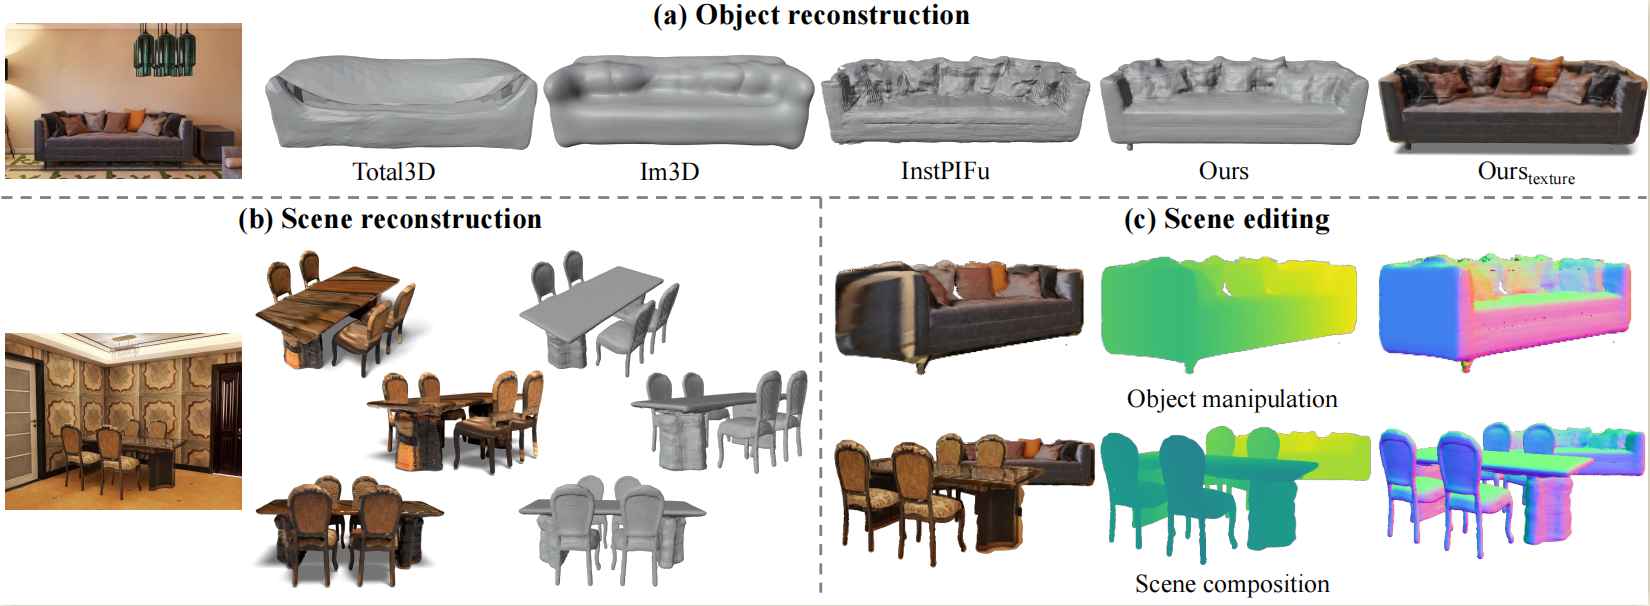 (a) Object reconstruction
Total3D
Im3D
InstPIFu
Ours
Ours texture
(b) Scene reconstruction
(c) Scene editing
Object manipulation
Scene composition